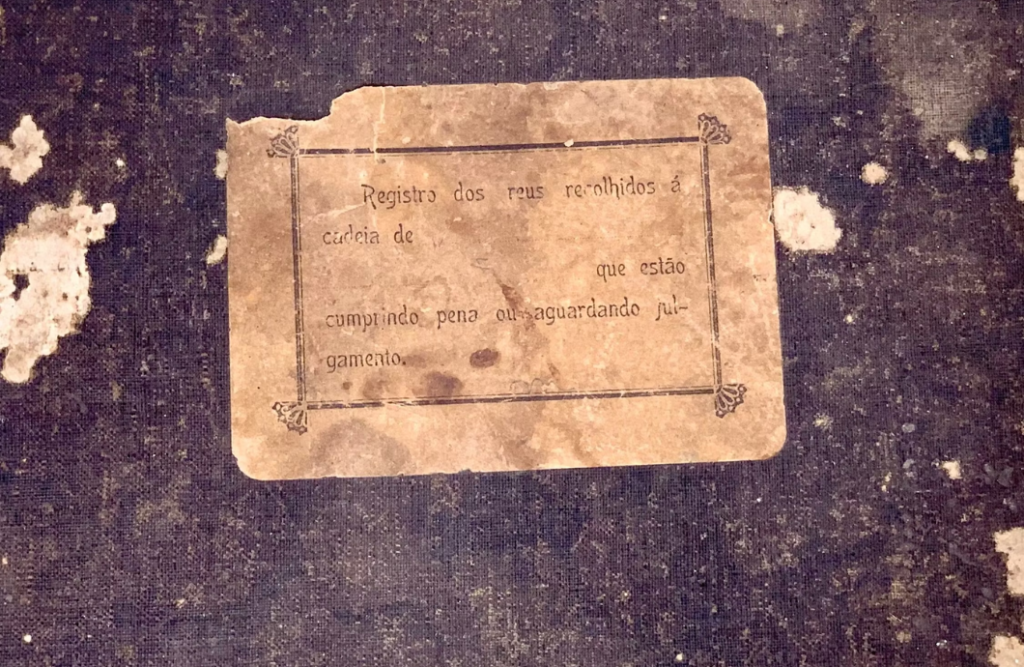 Registro dos reus recolhidos á
cadeia de
que estão
cumprindo pena ou aguardando jul-
gamento.